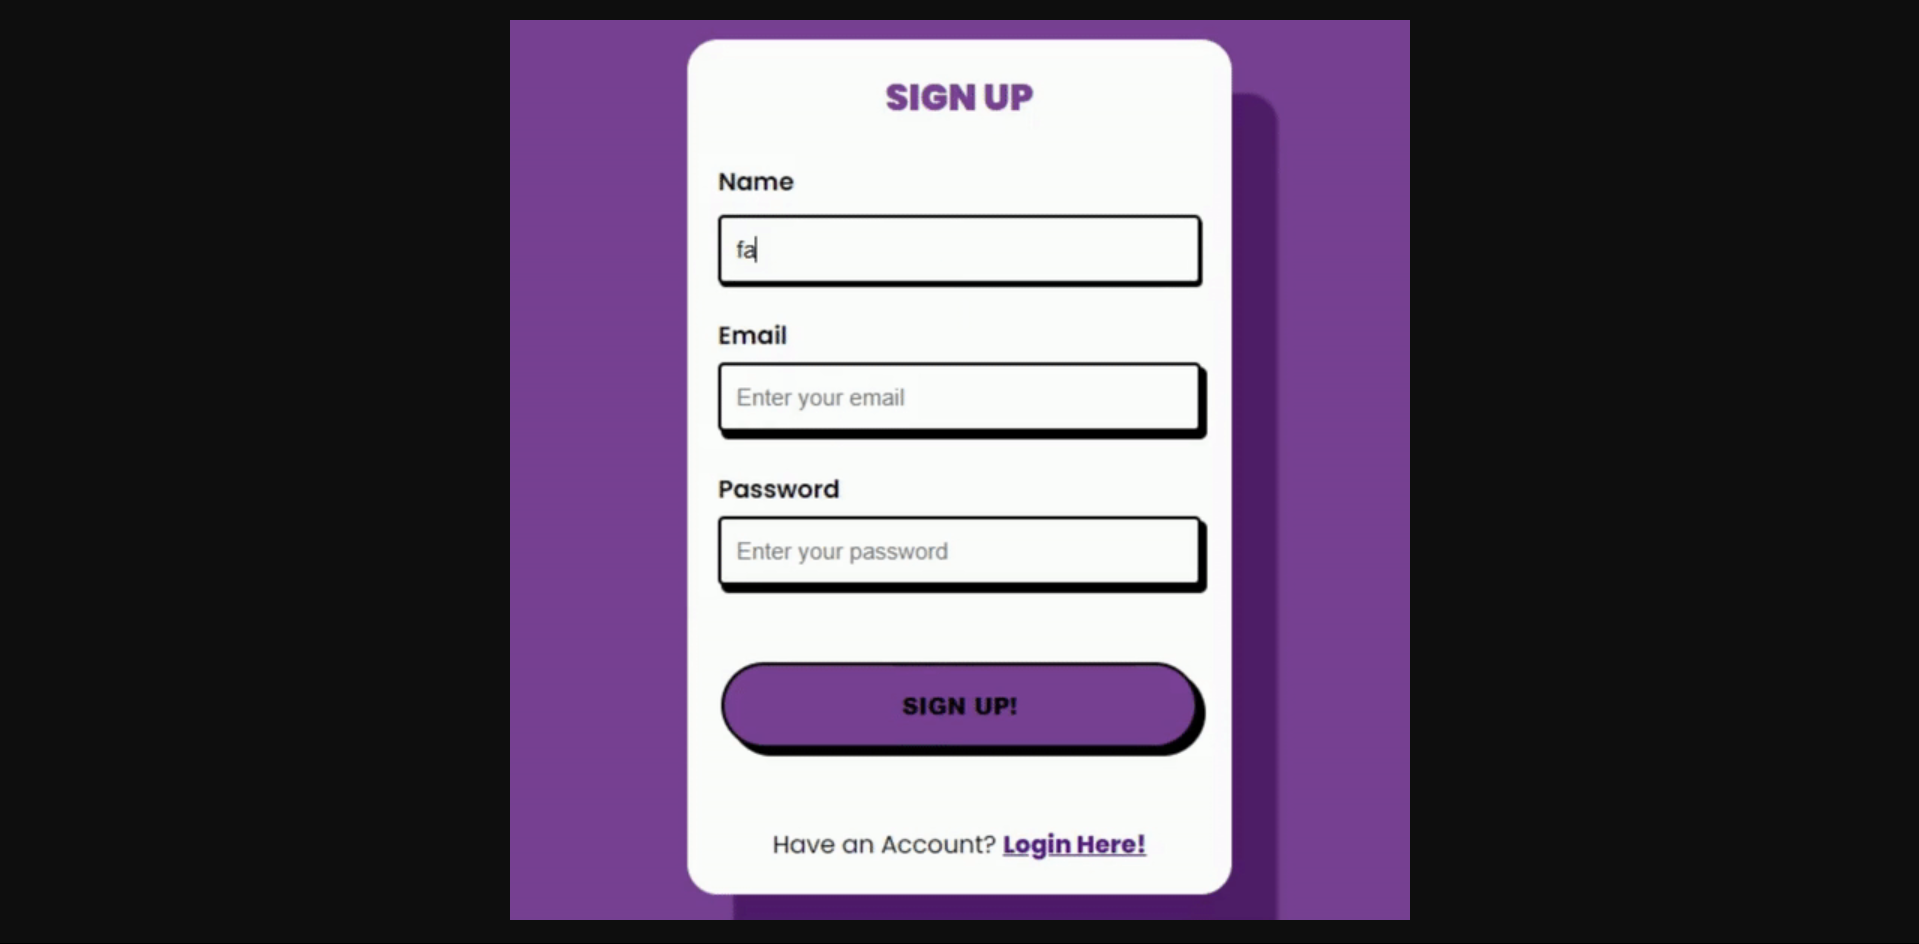 SIGN UP
Name
fa
Email
Enter your email
Password
Enter your password
SIGN UP!
Have an Account? Login Here!